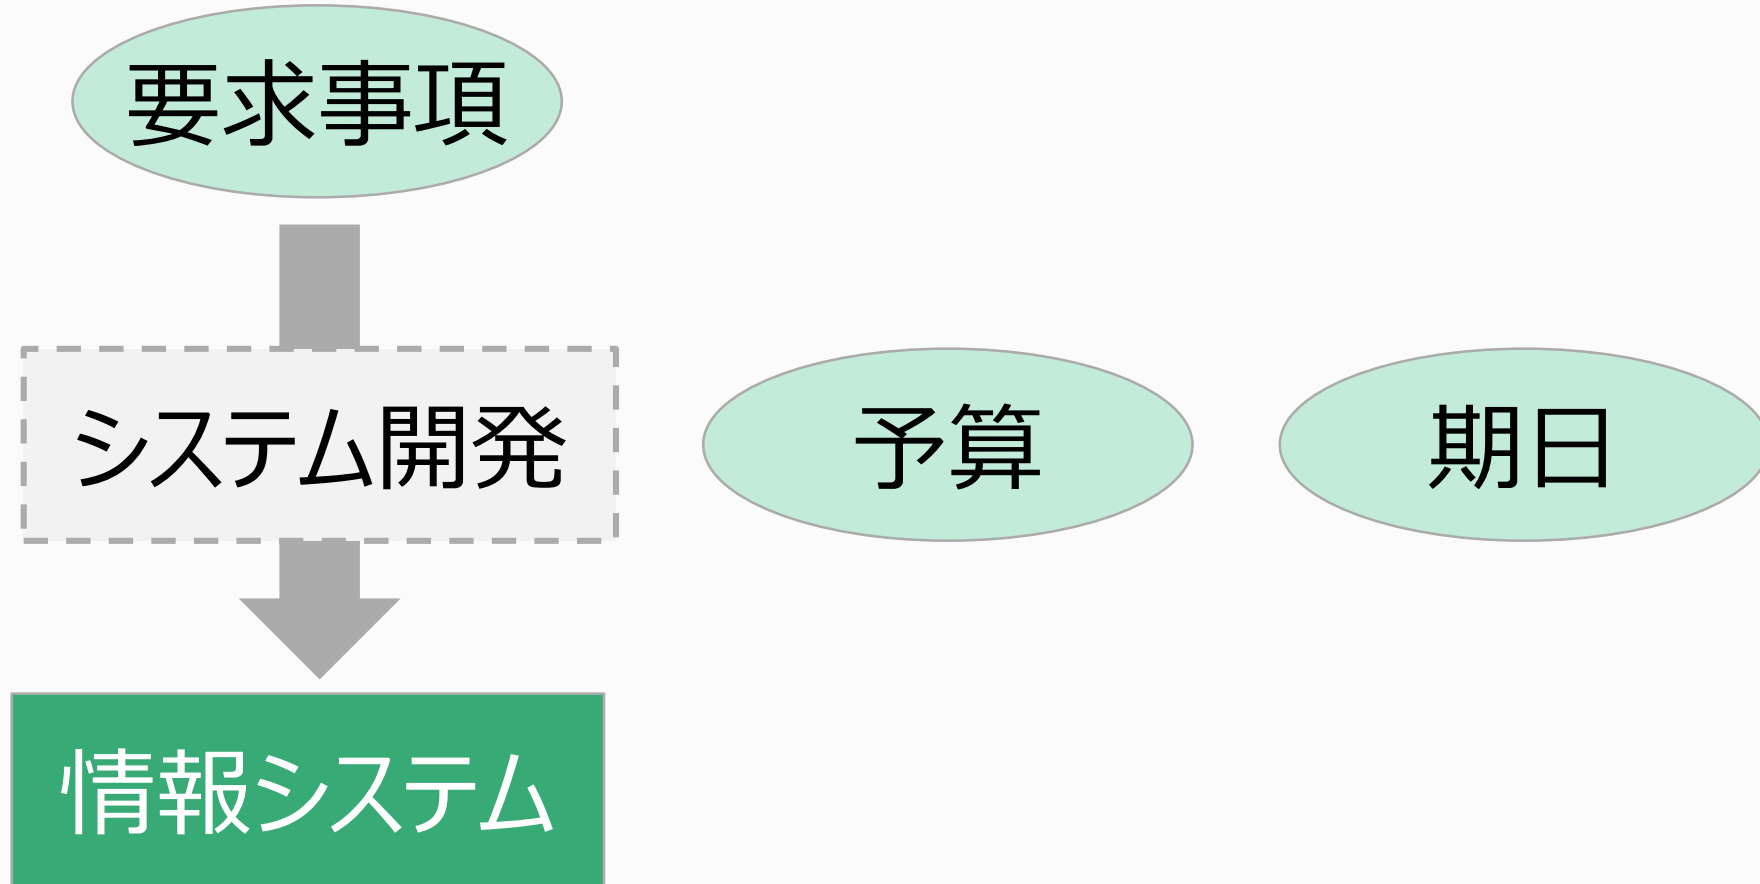 要求事項
システム開発
予算
期日
情報システム